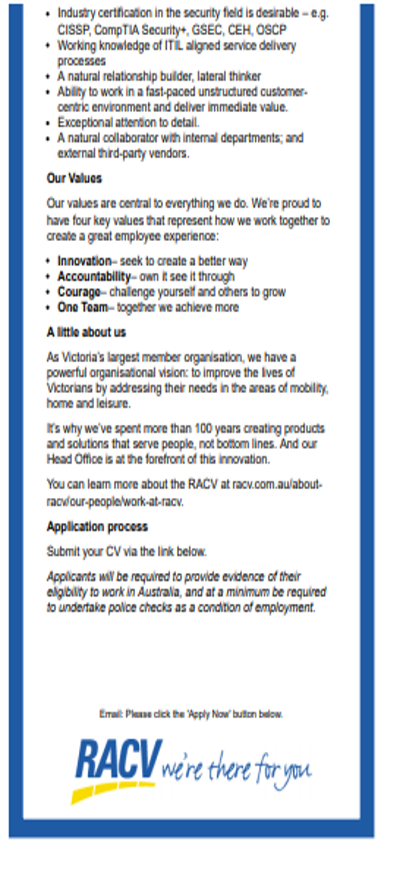 • Industry certification in the security field is desirable – e.g.
CISSP, CompTIA Security+, GSEC, CEH, OSCP
• Working knowledge of ITIL aligned service delivery
processes
• A natural relationship builder, lateral thinker
• Ability to work in a fast-paced unstructured customer-
centric environment and deliver immediate value.
• Exceptional attention to detail.
• A natural collaborator with internal departments; and
external third-party vendors.
Our Values
Our values are central to everything we do. We're proud to
have four key values that represent how we work together to
create a great employee experience:
• Innovation– seek to create a better way
• Accountability– own it see it through
• Courage– challenge yourself and others to grow
• One Team– together we achieve more
A little about us
As Victoria's largest member organisation, we have a
powerful organisational vision: to improve the lives of
Victorians by addressing their needs in the areas of mobility,
home and leisure.
It's why we've spent more than 100 years creating products
and solutions that serve people, not bottom lines. And our
Head Office is at the forefront of this innovation.
You can learn more about the RACV at racv.com.au/about-
racv/our-people/work-at-racv.
Application process
Submit your CV via the link below.
Applicants will be required to provide evidence of their
eligibility to work in Australia, and at a minimum be required
to undertake police checks as a condition of employment.
Email: Please click the 'Apply Now' button below.
RACV we're there for you